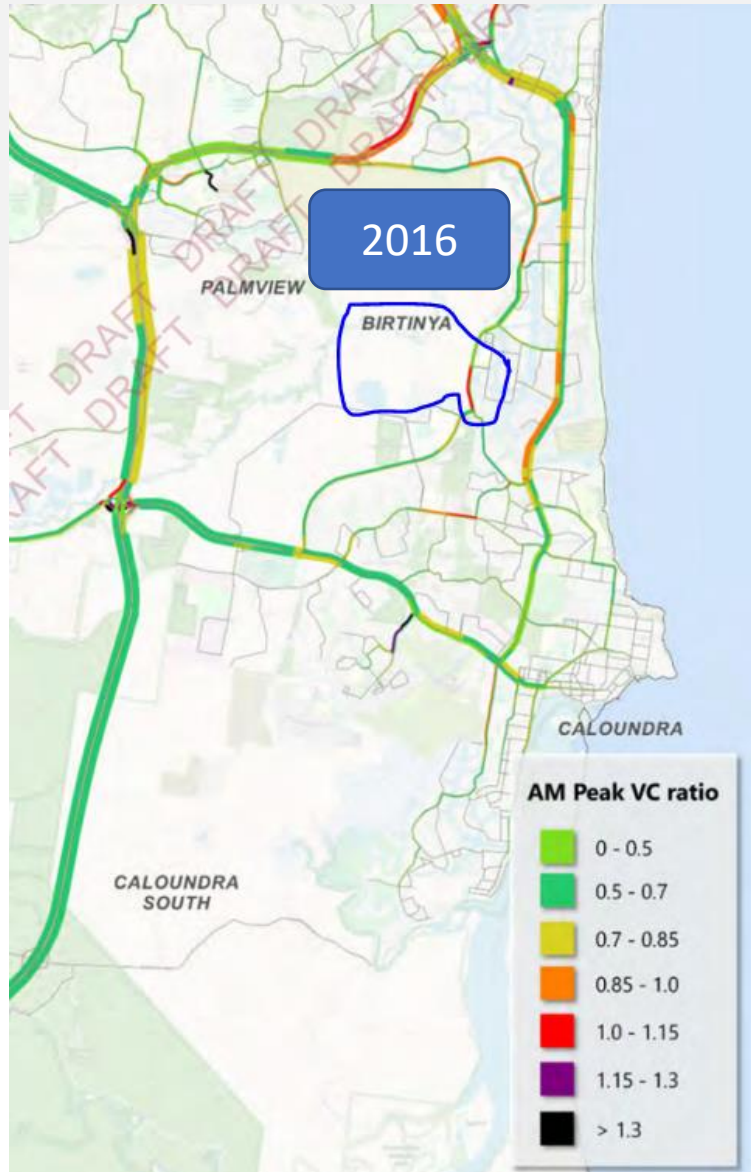 DRAFT DRAFT DRAFT DRAFT
DRAFT DRAFT DRAFT
2016
PALMVIEW
BIRTINYA
CALOUNDRA
CALOUNDRA
SOUTH
AM Peak VC ratio
0 - 0.5
0.5 - 0.7
0.7 - 0.85
0.85 - 1.0
1.0 - 1.15
1.15 - 1.3
> 1.3